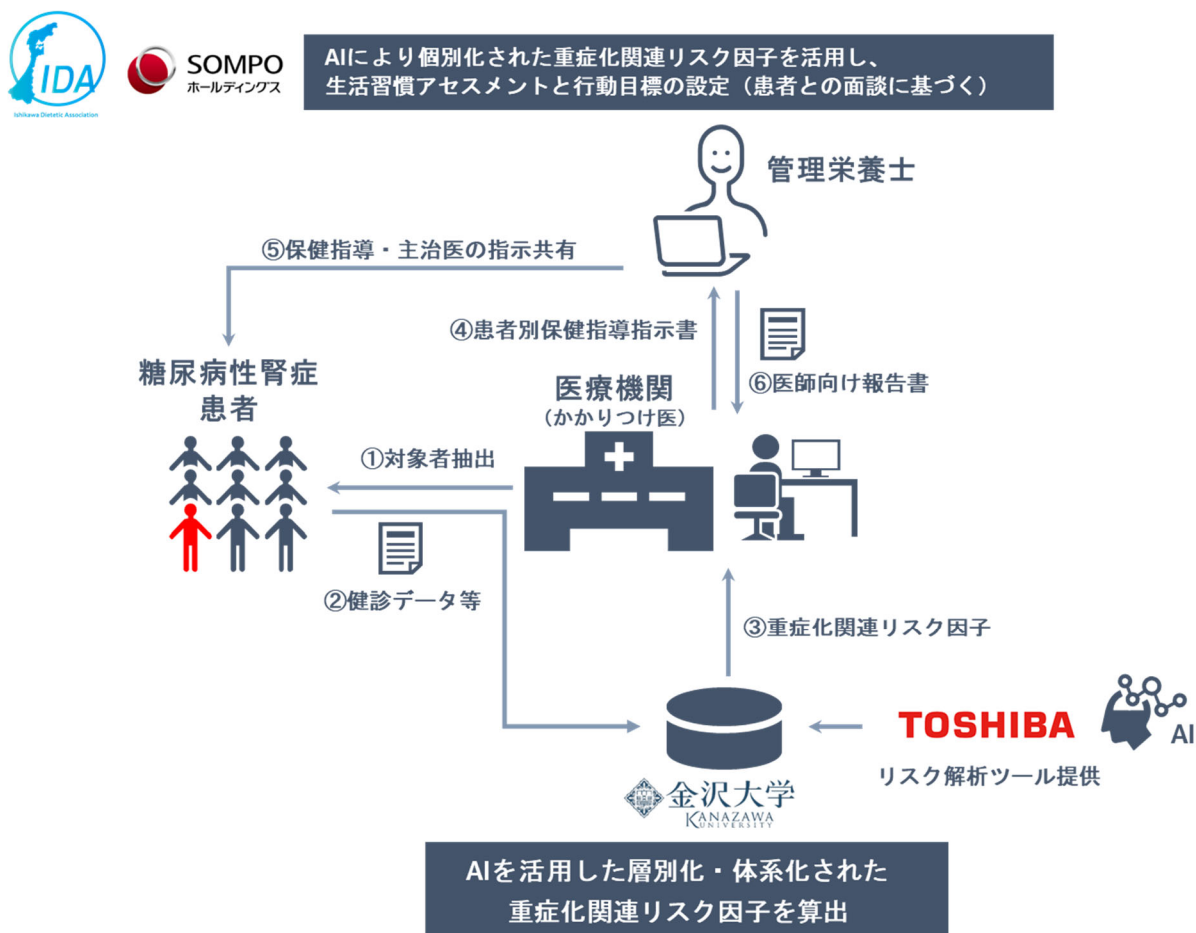 IDA
Ishikawa Dietetic Association
SOMPO
ホールディングス
AIにより個別化された重症化関連リスク因子を活用し、
生活習慣アセスメントと行動目標の設定（患者との面談に基づく）
管理栄養士
⑤保健指導・主治医の指示共有
④患者別保健指導指示書
⑥医師向け報告書
糖尿病性腎症
患者
医療機関
（かかりつけ医）
①対象者抽出
②健診データ等
③重症化関連リスク因子
TOSHIBA
AI
リスク解析ツール提供
金沢大学
KANAZAWA
UNIVERSITY
AIを活用した層別化・体系化された
重症化関連リスク因子を算出